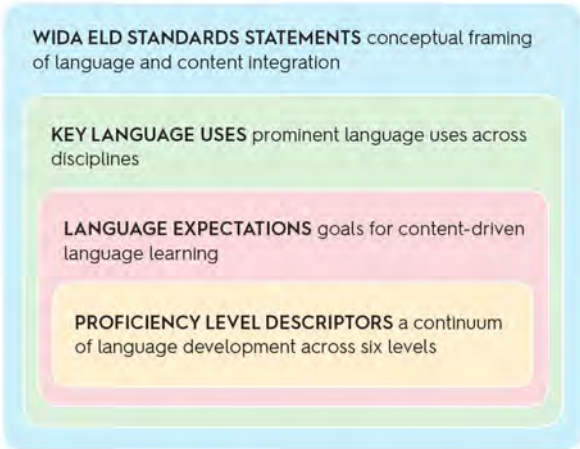 WIDA ELD STANDARDS STATEMENTS conceptual framing
of language and content integration
KEY LANGUAGE USES prominent language uses across
disciplines
LANGUAGE EXPECTATIONS goals for content-driven
language learning
PROFICIENCY LEVEL DESCRIPTORS a continuum
of language development across six levels